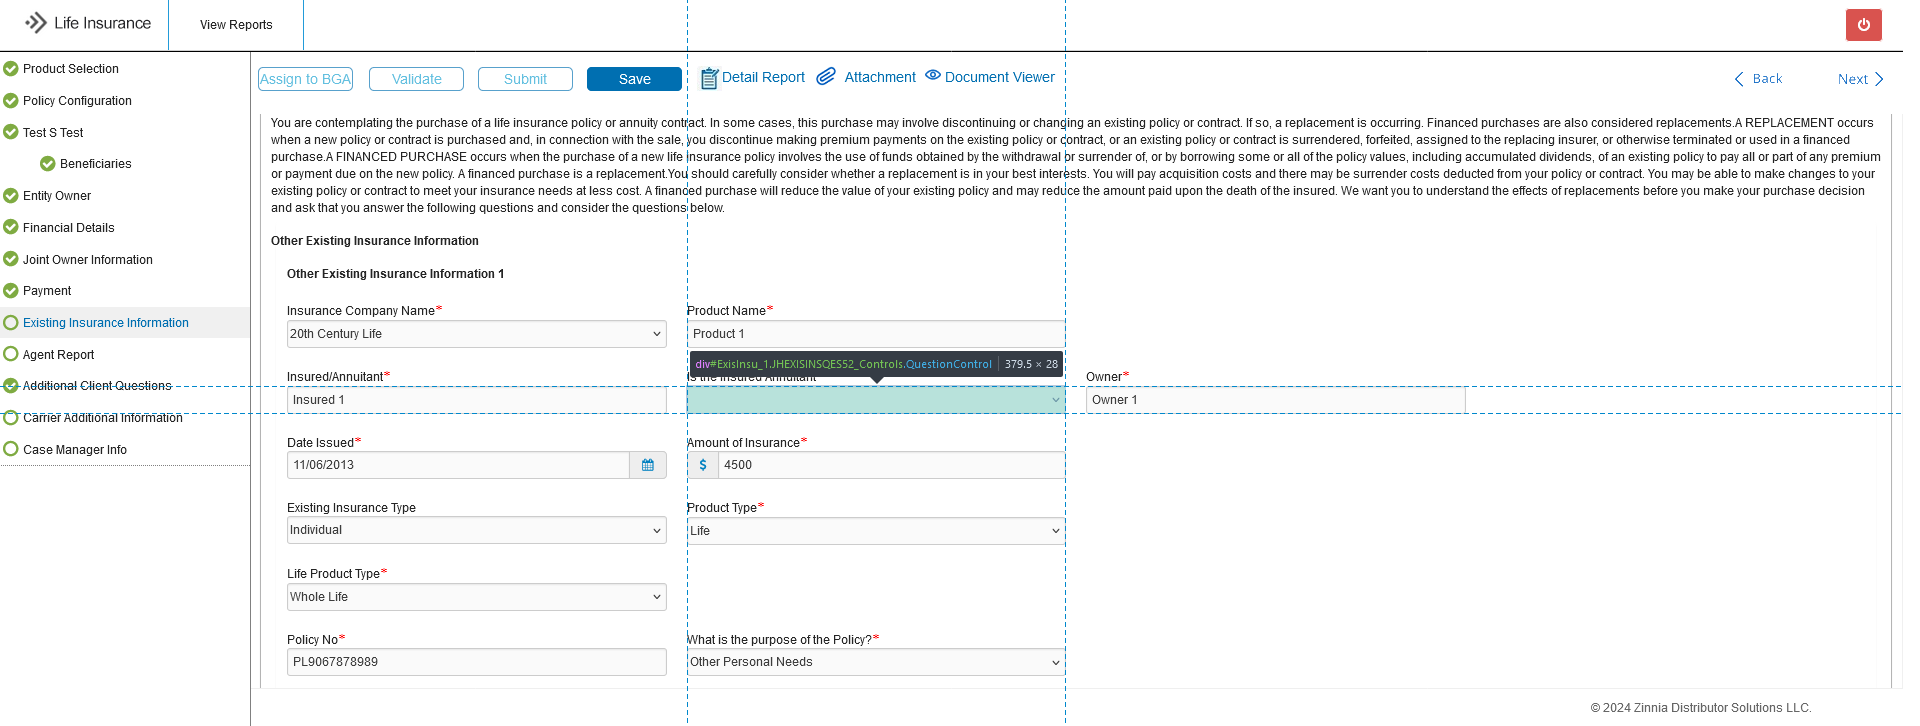 Life Insurance
View Reports
Product Selection
Policy Configuration
Test S Test
Beneficiaries
Entity Owner
Financial Details
Joint Owner Information
Payment
Existing Insurance Information
Agent Report
Additional Client Questions
Carrier Additional Information
Case Manager Info
Assign to BGA Validate Submit Save Detail Report Attachment Document Viewer Back Next
You are contemplating the purchase of a life insurance policy or annuity contract. In some cases, this purchase may involve discontinuing or changing an existing policy or contract. If so, a replacement is occurring. Financed purchases are also considered replacements.A REPLACEMENT occurs
when a new policy or contract is purchased and, in connection with the sale, you discontinue making premium payments on the existing policy or contract, or an existing policy or contract is surrendered, forfeited, assigned to the replacing insurer, or otherwise terminated or used in a financed
purchase.A FINANCED PURCHASE occurs when the purchase of a new life insurance policy involves the use of funds obtained by the withdrawal or surrender of, or by borrowing some or all of the policy values, including accumulated dividends, of an existing policy to pay all or part of any premium
or payment due on the new policy. A financed purchase is a replacement.You should carefully consider whether a replacement is in your best interests. You will pay acquisition costs and there may be surrender costs deducted from your policy or contract. You may be able to make changes to your
existing policy or contract to meet your insurance needs at less cost. A financed purchase will reduce the value of your existing policy and may reduce the amount paid upon the death of the insured. We want you to understand the effects of replacements before you make your purchase decision
and ask that you answer the following questions and consider the questions below.
Other Existing Insurance Information
Other Existing Insurance Information 1
Insurance Company Name* Product Name*
20th Century Life Product 1
div#ExisInsu_1.JHEXISINSQES52_Controls.QuestionControl 379.5 × 28
Insured/Annuitant* Is the Insured Annuitant Owner*
Insured 1 Owner 1
Date Issued* Amount of Insurance*
11/06/2013 $ 4500
Existing Insurance Type Product Type*
Individual Life
Life Product Type*
Whole Life
Policy No* What is the purpose of the Policy?*
PL9067878989 Other Personal Needs
© 2024 Zinnia Distributor Solutions LLC.